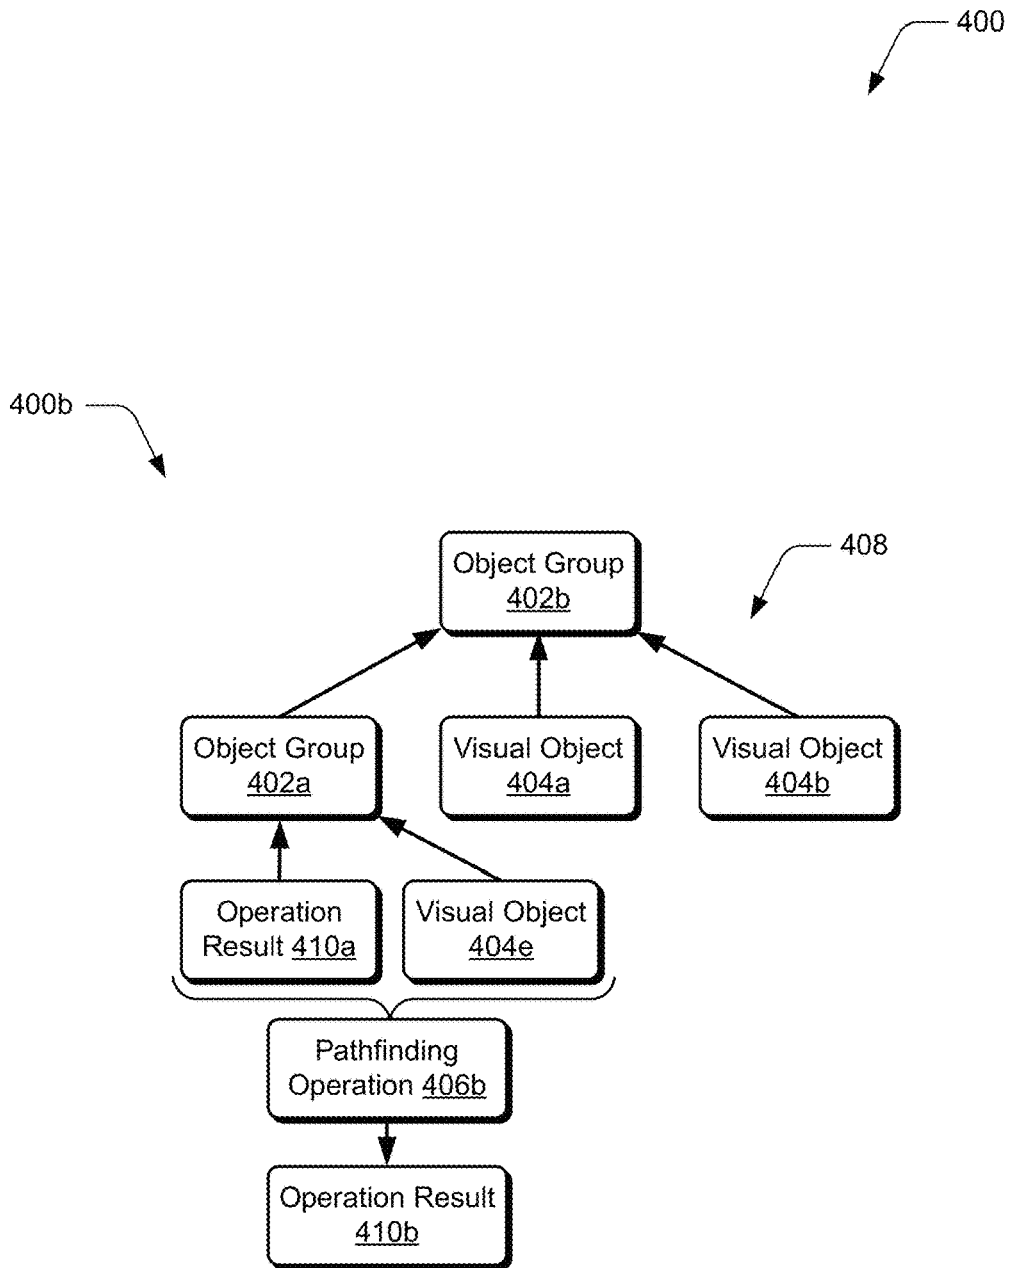 400
400b
408
Object Group
402b
Object Group
402a
Visual Object
404a
Visual Object
404b
Operation
Result 410a
Visual Object
404e
Pathfinding
Operation 406b
Operation Result
410b